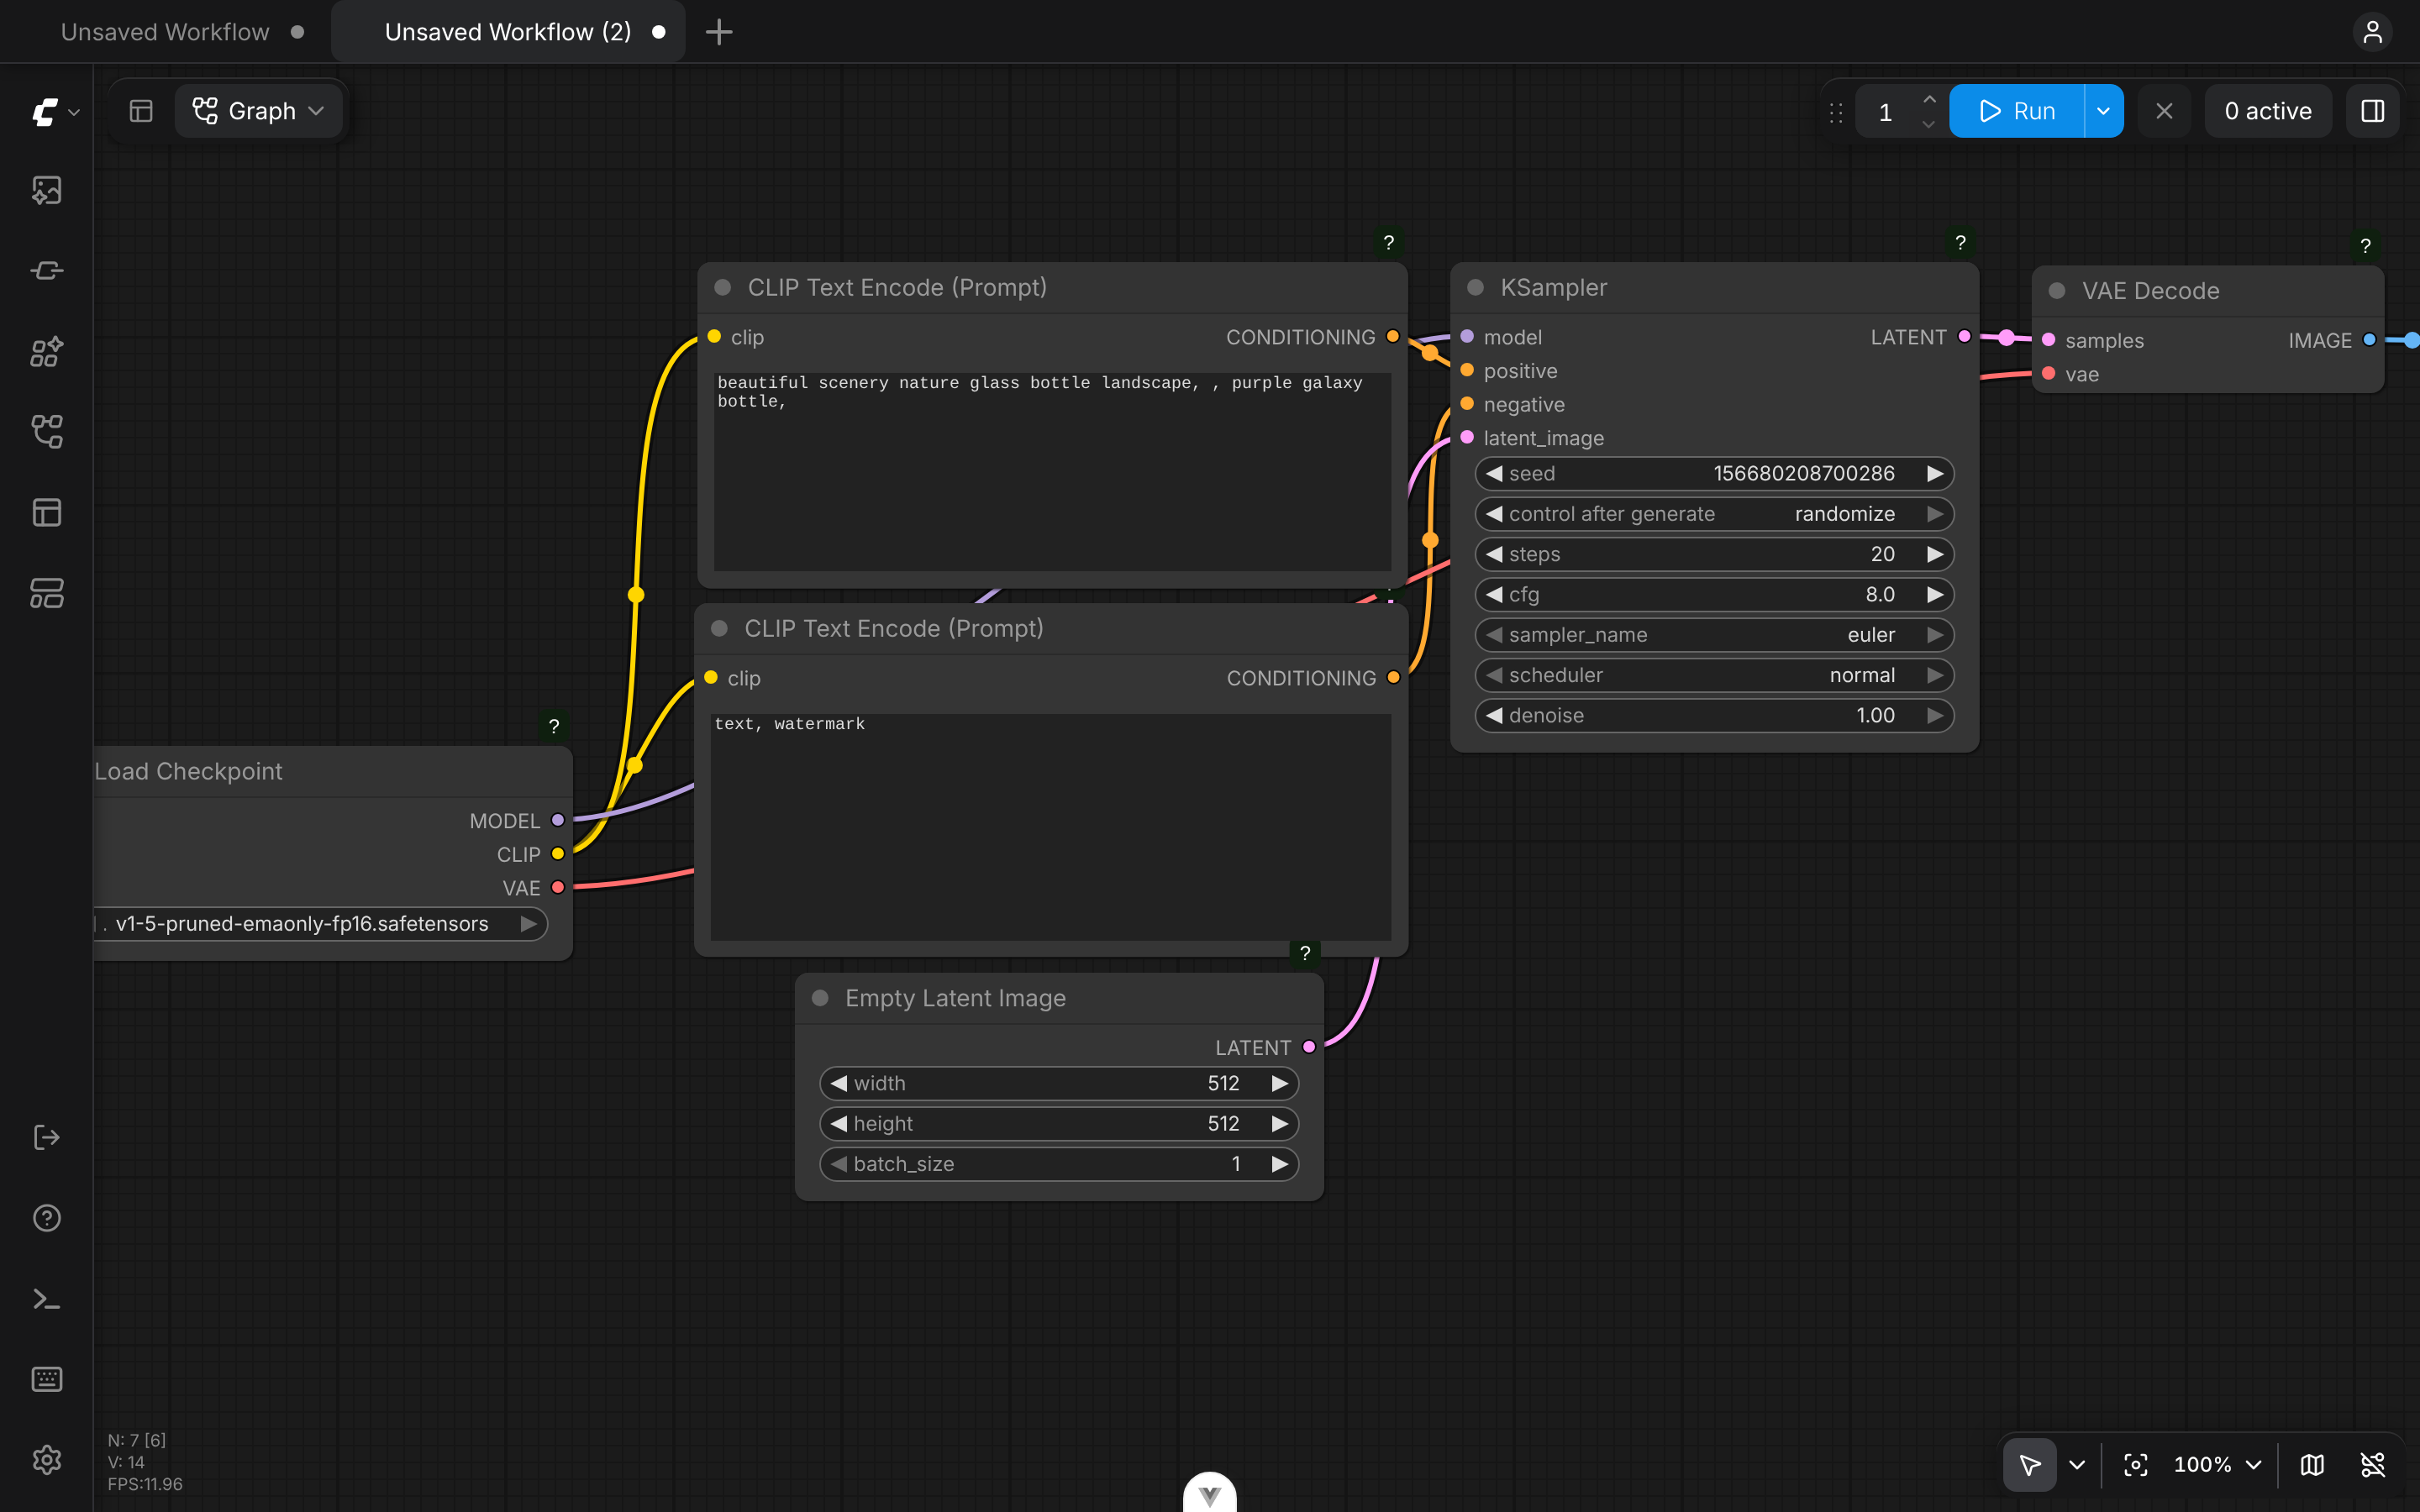 Unsaved Workflow
Unsaved Workflow (2)
Graph
1
Run
0 active
?
?
?
CLIP Text Encode (Prompt)
clip
CONDITIONING
beautiful scenery nature glass bottle landscape, , purple galaxy
bottle,
KSampler
model
LATENT
positive
negative
latent_image
seed 156680208700286
control after generate randomize
steps 20
cfg 8.0
sampler_name euler
scheduler normal
denoise 1.00
VAE Decode
samples
IMAGE
vae
CLIP Text Encode (Prompt)
clip
CONDITIONING
text, watermark
?
Load Checkpoint
MODEL
CLIP
VAE
v1-5-pruned-emaonly-fp16.safetensors
?
Empty Latent Image
LATENT
width 512
height 512
batch_size 1
N: 7 [6]
V: 14
FPS:11.96
100%